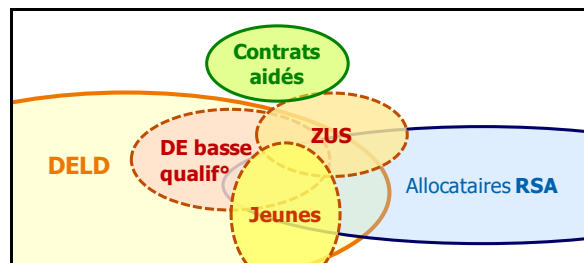 Contrats
aidés
ZUS
DE basse
qualif°
DELD
Allocataires RSA
Jeunes